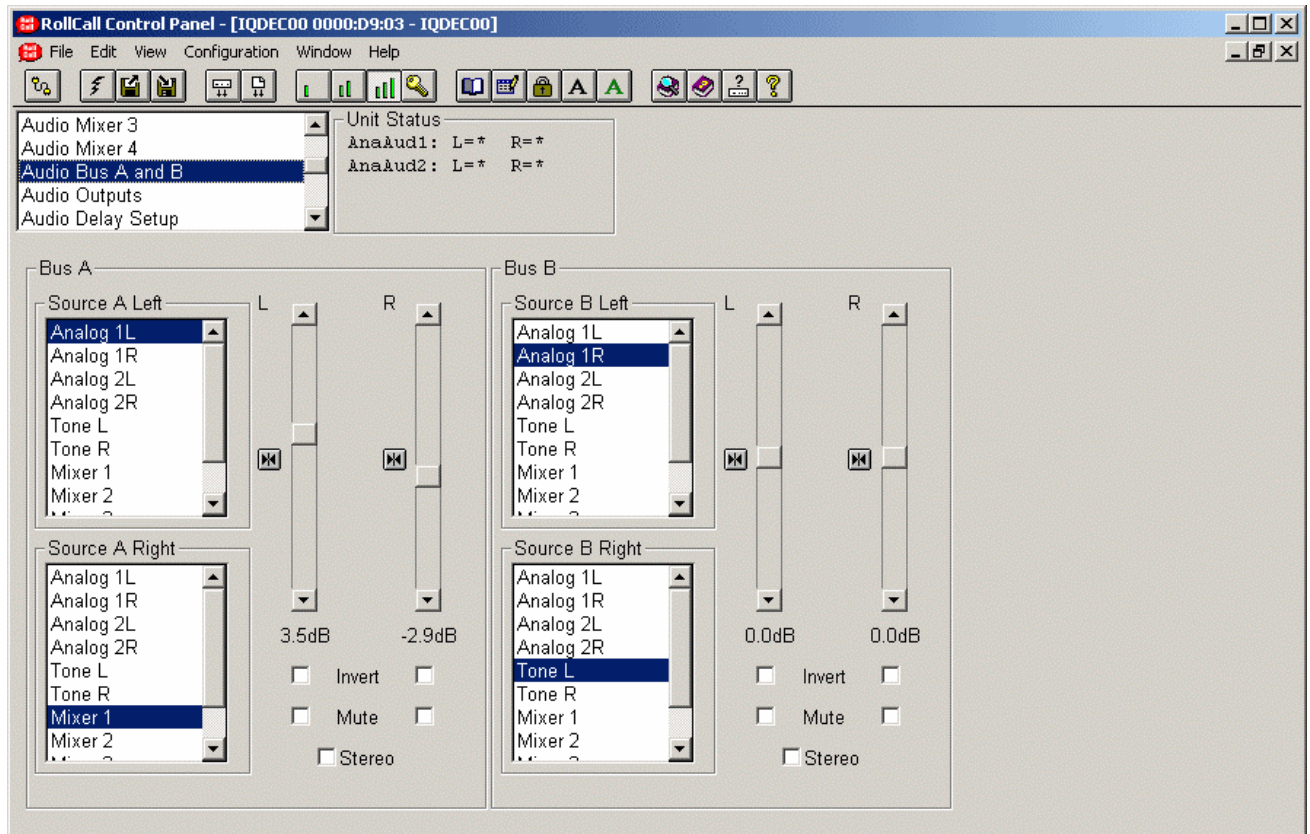 RollCall Control Panel - [IQDEC00 0000:D9:03 - IQDEC00]
File Edit View Configuration Window Help
A A
Audio Mixer 3
Audio Mixer 4
Audio Bus A and B
Audio Outputs
Audio Delay Setup
Unit Status
AnaAud1: L=* R=*
AnaAud2: L=* R=*
Bus A
Source A Left
Analog 1L
Analog 1R
Analog 2L
Analog 2R
Tone L
Tone R
Mixer 1
Mixer 2
L R
Source A Right
Analog 1L
Analog 1R
Analog 2L
Analog 2R
Tone L
Tone R
Mixer 1
Mixer 2
3.5dB -2.9dB
Invert
Mute
Stereo
Bus B
Source B Left
Analog 1L
Analog 1R
Analog 2L
Analog 2R
Tone L
Tone R
Mixer 1
Mixer 2
L R
Source B Right
Analog 1L
Analog 1R
Analog 2L
Analog 2R
Tone L
Tone R
Mixer 1
Mixer 2
0.0dB 0.0dB
Invert
Mute
Stereo